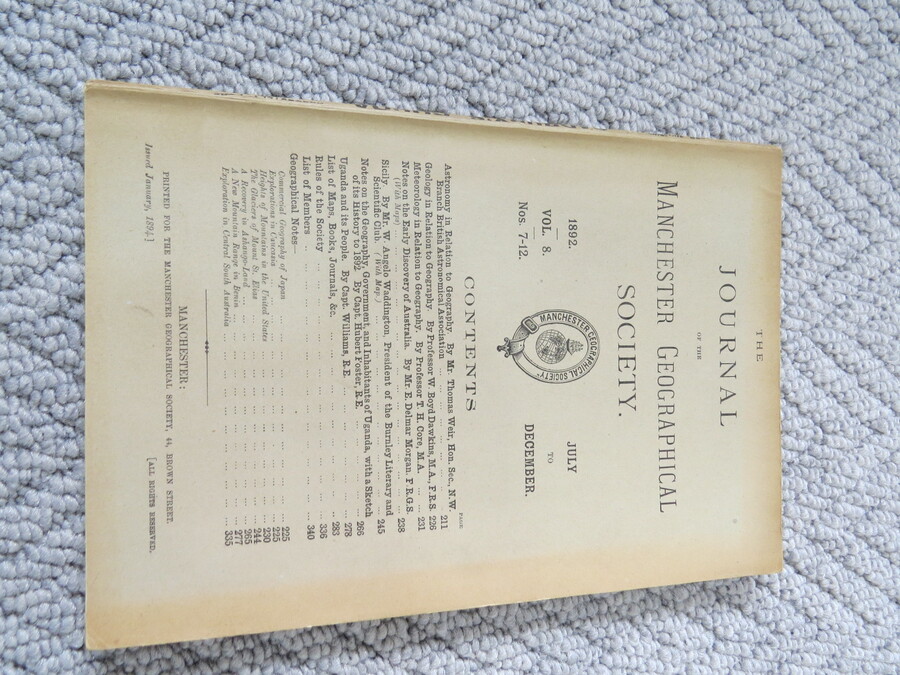 THE
JOURNAL
OF THE
MANCHESTER GEOGRAPHICAL
SOCIETY.
1892.
VOL. 8.
Nos. 7-12.
MANCHESTER GEOGRAPHICAL SOCIETY
JULY
TO
DECEMBER.
CONTENTS
PAGE
Astronomy in Relation to Geography. By Mr. Thomas Weir, Hon. Sec., N.W.
Branch British Astronomical Association ... 211
Geology in Relation to Geography. By Professor W. Boyd Dawkins, M.A., F.R.S. 226
Meteorology in Relation to Geography. By Professor T. H. Core, M.A. ... 231
Notes on the Early Discovery of Australia. By Mr. E. Delmar Morgan, F.R.G.S.
(With Maps) ... 238
Sicily. By Mr. W. Angelo Waddington, President of the Burnley Literary and
Scientific Club. (With Map) ... 245
Notes on the Geography, Government, and Inhabitants of Uganda, with a Sketch
of its History to 1892. By Capt. Hubert Foster, R.E. ... 266
Uganda and its People. By Capt. Williams, R.E. ... 278
List of Maps, Books, Journals, &c. ... 283
Rules of the Society ... 336
List of Members ... 340
Geographical Notes—
Commercial Geography of Japan ... 225
Explorations in Caucasia ... 225
Heights of Mountains in the United States ... 230
The Glaciers of Mount S. Elias ... 244
A Recovery in Ashango-Land ... 265
A New Mountain Range in Benin ... 277
Exploration in Central South Australia ... 335
MANCHESTER:
PRINTED FOR THE MANCHESTER GEOGRAPHICAL SOCIETY, 44, BROWN STREET.
Issued January, 1894.]
[ALL RIGHTS RESERVED.